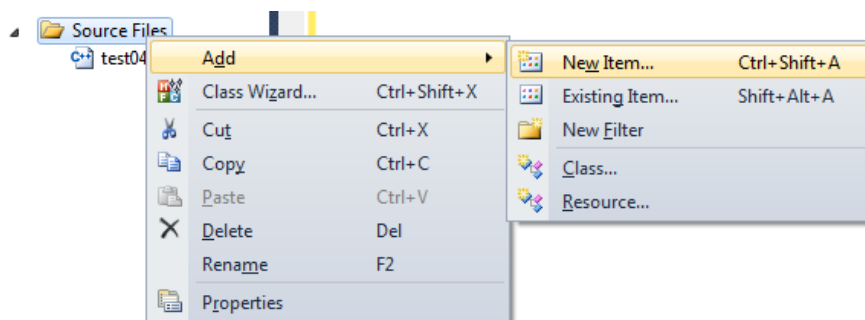 Source Files
test04
Add
Class Wizard... Ctrl+Shift+X
Cut Ctrl+X
Copy Ctrl+C
Paste Ctrl+V
Delete Del
Rename F2
Properties
New Item... Ctrl+Shift+A
Existing Item... Shift+Alt+A
New Filter
Class...
Resource...